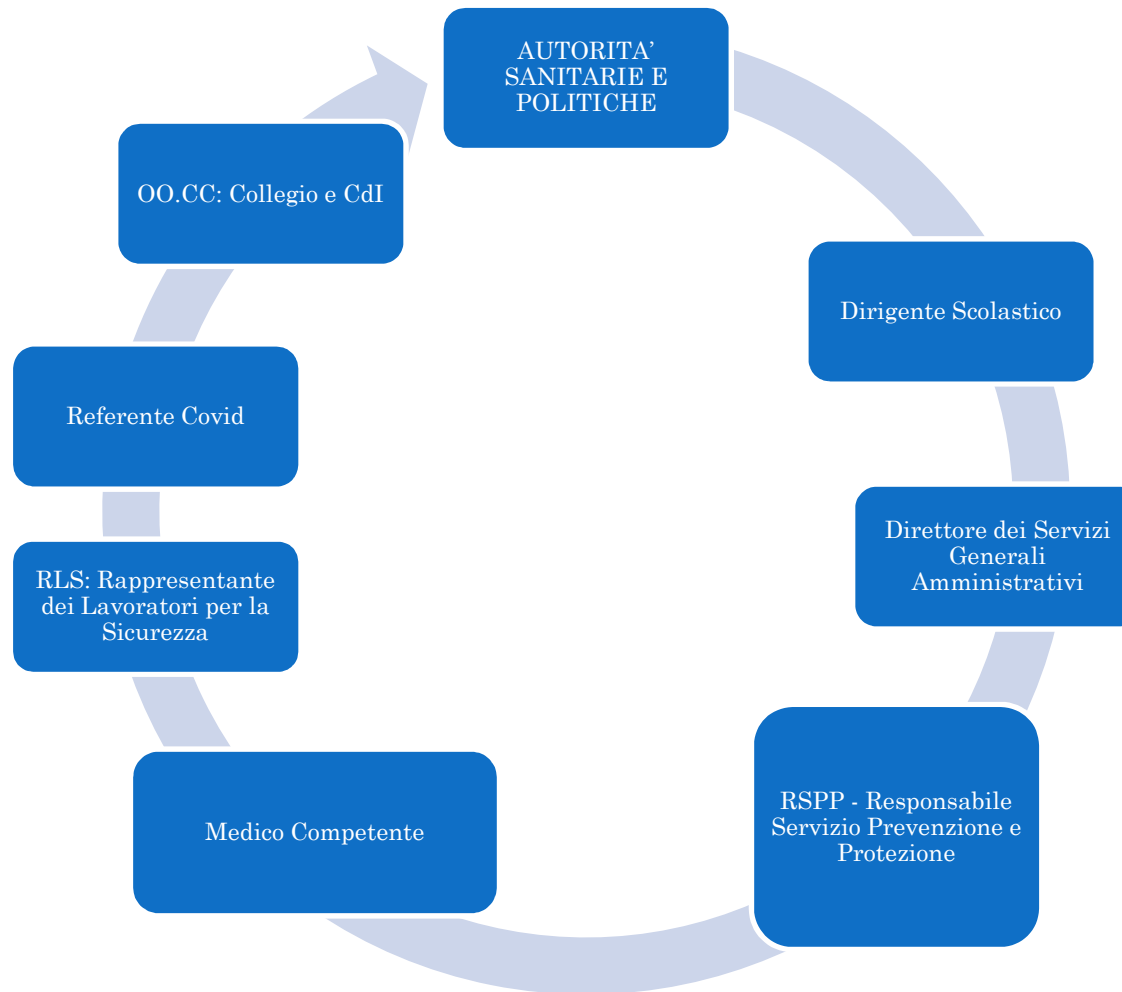 AUTORITA’
SANITARIE E
POLITICHE
Dirigente Scolastico
Direttore dei Servizi
Generali
Amministrativi
RSPP - Responsabile
Servizio Prevenzione e
Protezione
Medico Competente
RLS: Rappresentante
dei Lavoratori per la
Sicurezza
Referente Covid
OO.CC: Collegio e CdI